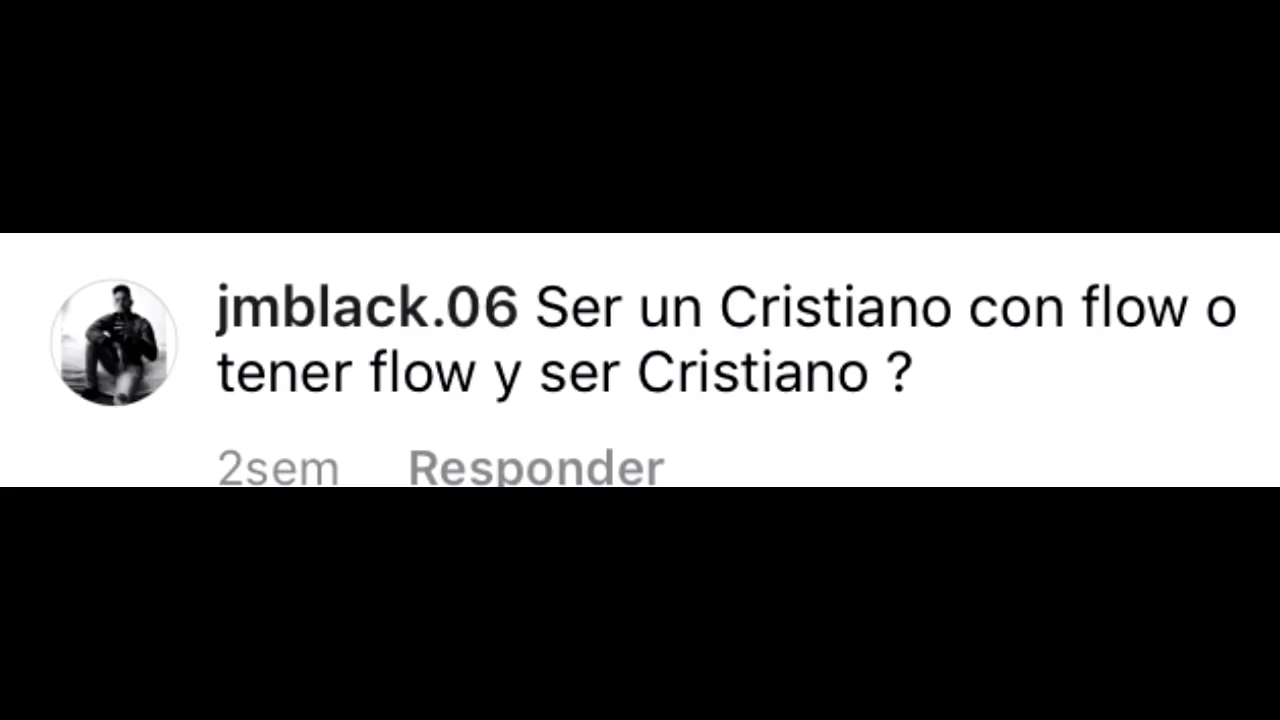 jmblack.06 Ser un Cristiano con flow o
tener flow y ser Cristiano ?
2sem Responder